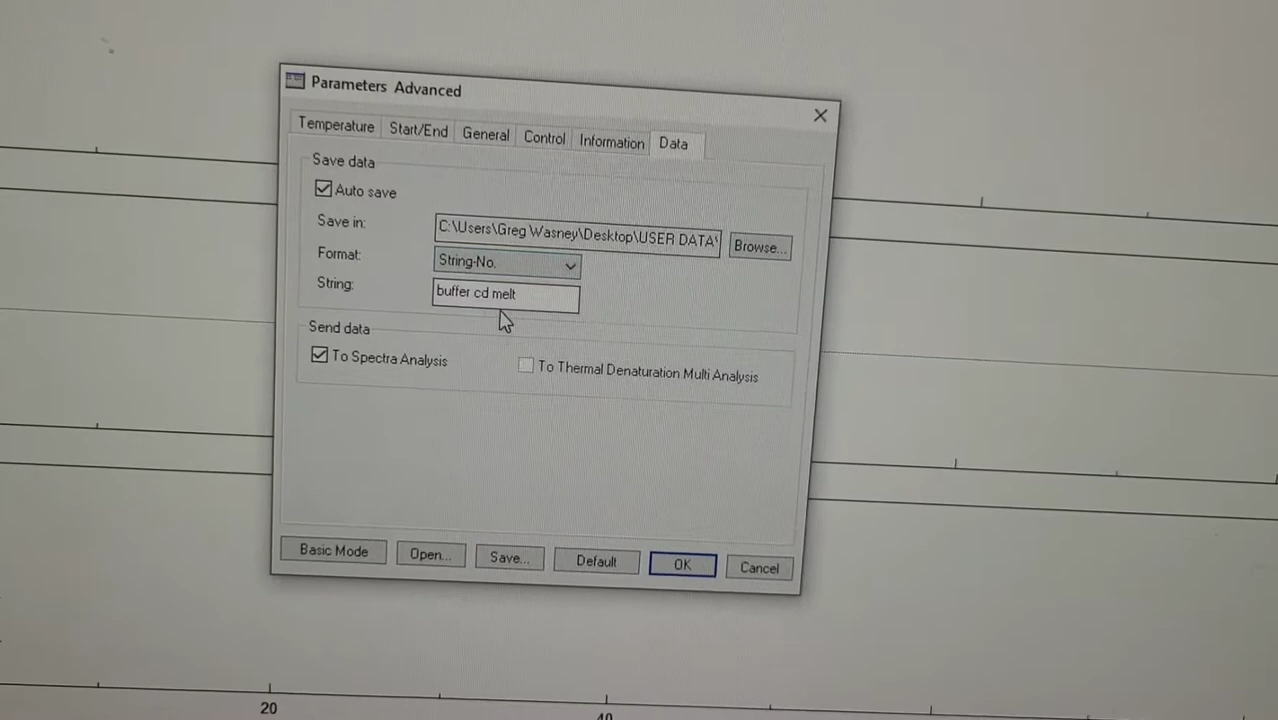 Parameters Advanced
Temperature Start/End General Control Information Data
Save data
Auto save
Save in: C:\Users\Greg Wasney\Desktop\USER DATA\ Browse...
Format: String-No.
String: buffer cd melt
Send data
To Spectra Analysis To Thermal Denaturation Multi Analysis
Basic Mode Open... Save... Default OK Cancel
20 40